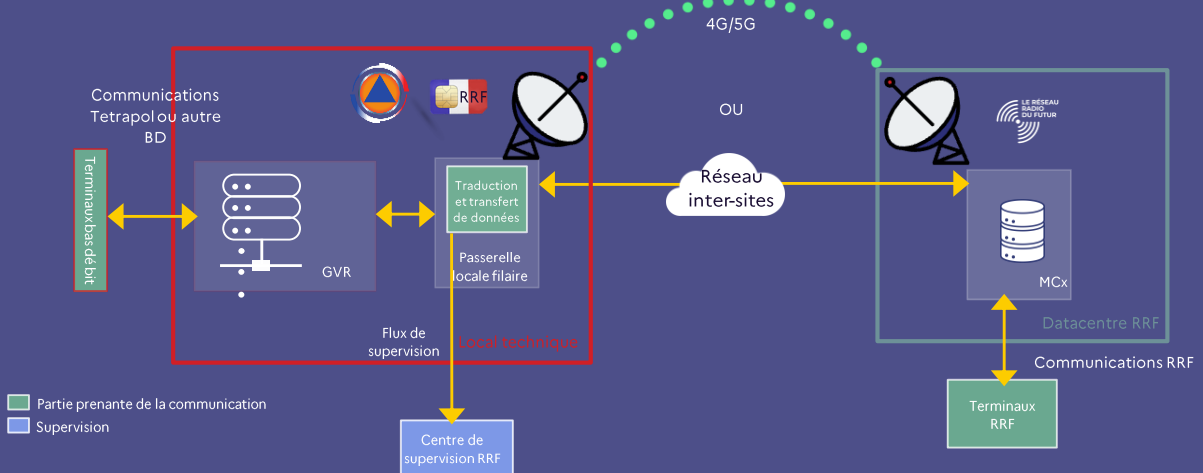 4G/5G
Communications
Tetrapol ou autre
BD
RRF
OU
LE RÉSEAU
RADIO
DU FUTUR
Terminaux bas débit
Traduction
et transfert
de données
Réseau
inter-sites
GVR
Passerelle
locale filaire
MCx
Flux de
supervision
Local technique
Datacentre RRF
Communications RRF
Partie prenante de la communication
Supervision
Centre de
supervision RRF
Terminaux
RRF